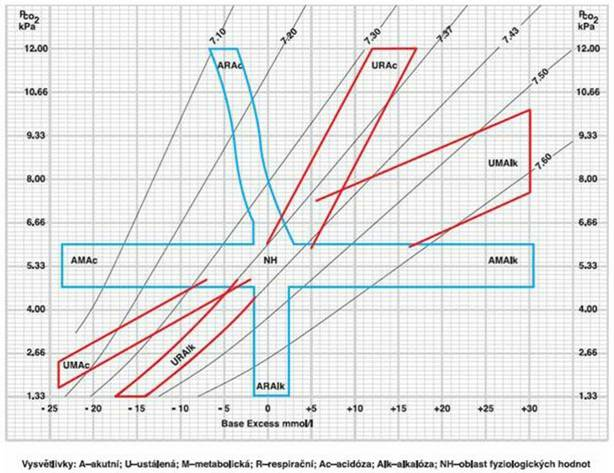 Pco2
kPa
7.10
7.20
7.30
7.37
7.43
Pco2
kPa
12.00
ARAc
URAc
12.00
10.66
7.50
10.66
9.33
9.33
8.00
UMAlk
7.60
8.00
6.66
6.66
5.33
AMAc
NH
AMAlk
5.33
4.00
4.00
2.66
UMAc
URAlk
2.66
1.33
ARAlk
1.33
- 25 - 20 - 15 - 10 - 5 0 +5 +10 +15 +20 +25 +30
Base Excess mmol/l
Vysvětlivky: A–akutní; U–ustálená; M–metabolická; R–respirační; Ac–acidóza; Alk–alkalóza; NH–oblast fyziologických hodnot